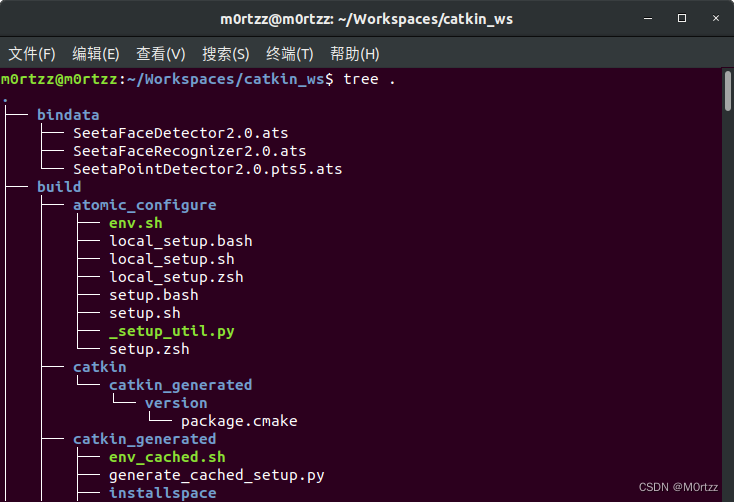 m0rtzz@m0rtzz: ~/Workspaces/catkin_ws
文件(F) 编辑(E) 查看(V) 搜索(S) 终端(T) 帮助(H)
m0rtzz@m0rtzz:~/Workspaces/catkin_ws$ tree .
.
├── bindata
│   ├── SeetaFaceDetector2.0.ats
│   ├── SeetaFaceRecognizer2.0.ats
│   └── SeetaPointDetector2.0.pts5.ats
├── build
│   ├── atomic_configure
│   │   ├── env.sh
│   │   ├── local_setup.bash
│   │   ├── local_setup.sh
│   │   ├── local_setup.zsh
│   │   ├── setup.bash
│   │   ├── setup.sh
│   │   ├── _setup_util.py
│   │   └── setup.zsh
│   ├── catkin
│   │   └── catkin_generated
│   │       └── version
│   │           └── package.cmake
│   ├── catkin_generated
│   │   ├── env_cached.sh
│   │   ├── generate_cached_setup.py
│   │   ├── installspace
CSDN @M0rtzz